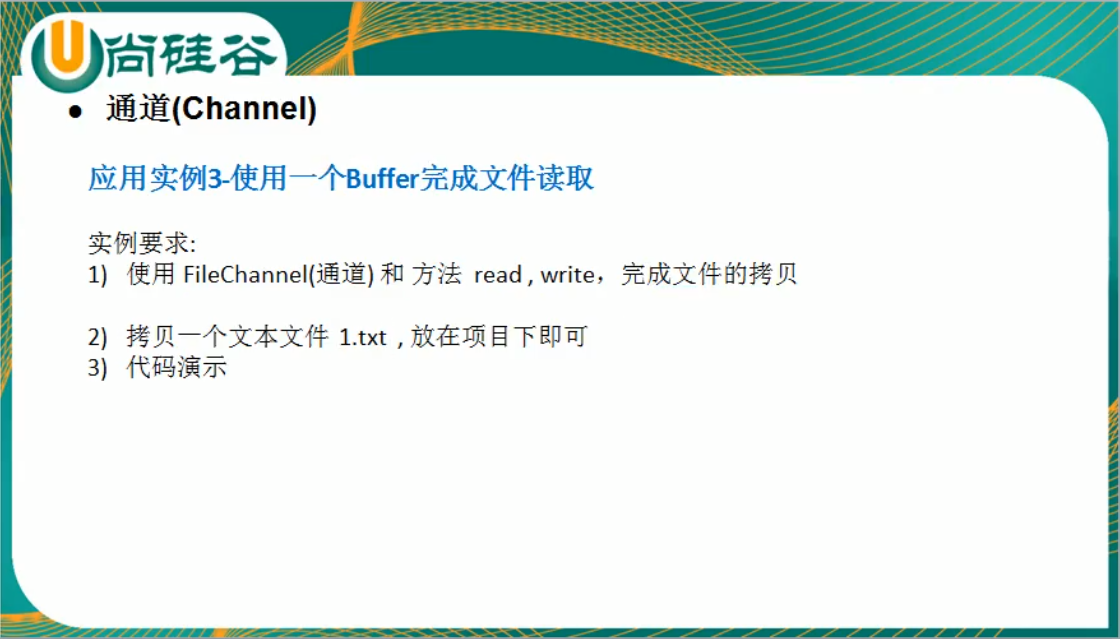 尚硅谷
● 通道(Channel)
应用实例3-使用一个Buffer完成文件读取
实例要求:
1) 使用 FileChannel(通道) 和 方法 read , write，完成文件的拷贝
2) 拷贝一个文本文件 1.txt , 放在项目下即可
3) 代码演示